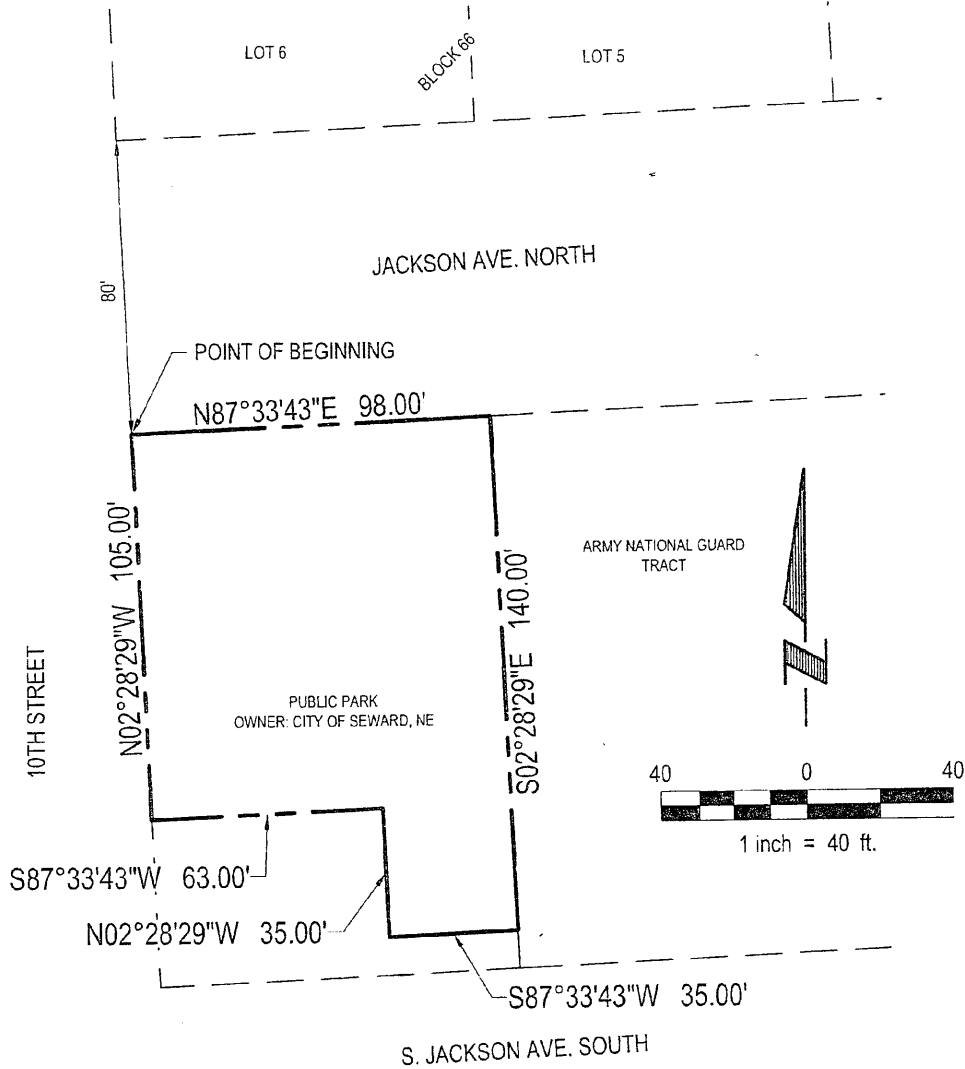 LOT 6
BLOCK 66
LOT 5
80'
JACKSON AVE. NORTH
POINT OF BEGINNING
N87°33'43"E 98.00'
N02°28'29"W 105.00'
S02°28'29"E 140.00'
ARMY NATIONAL GUARD
TRACT
10TH STREET
PUBLIC PARK
OWNER: CITY OF SEWARD, NE
40 0 40
1 inch = 40 ft.
S87°33'43"W 63.00'
N02°28'29"W 35.00'
S87°33'43"W 35.00'
S. JACKSON AVE. SOUTH